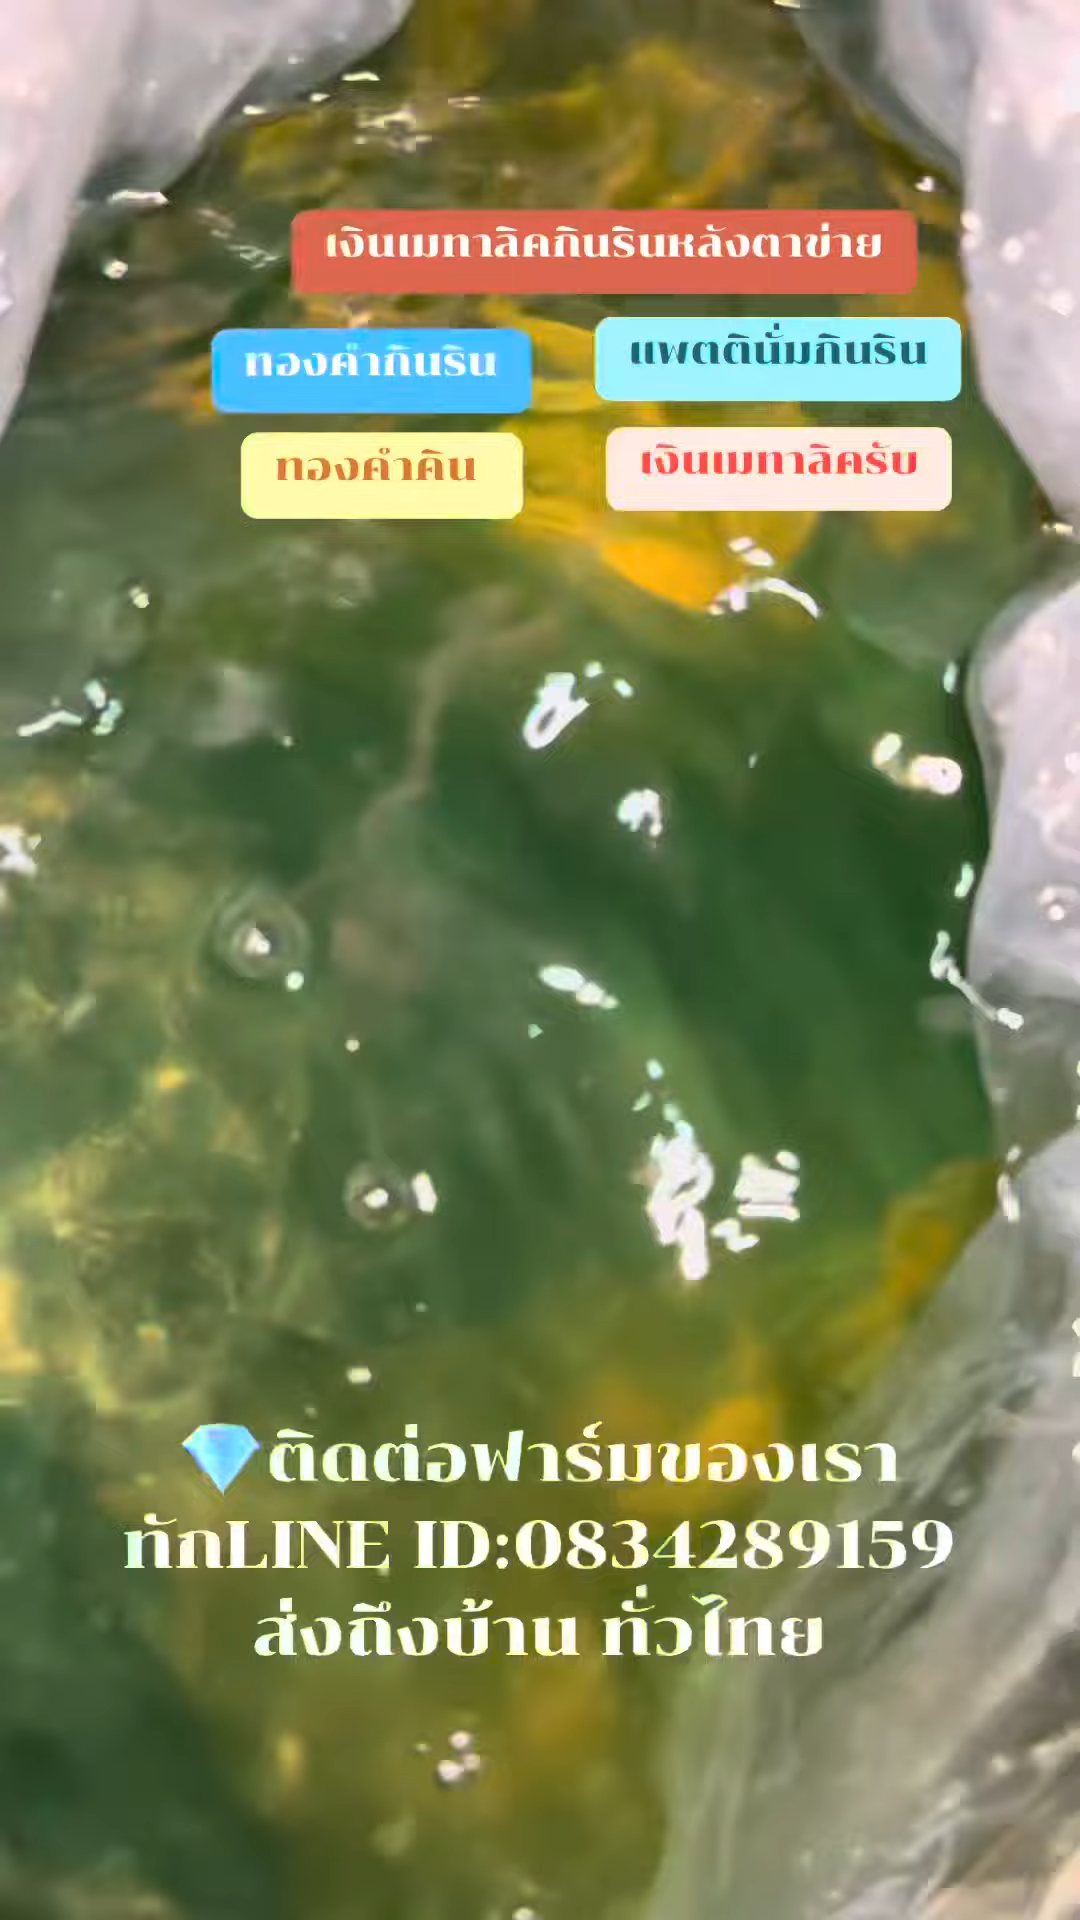 เงินเมทาลิคกินรินหลังตาข่าย
ทองคำกินริน
แพตตินั่มกินริน
ทองคำคิน
เงินเมทาลิครับ
ติดต่อฟาร์มของเรา
ทักLINE ID:0834289159
ส่งถึงบ้าน ทั่วไทย